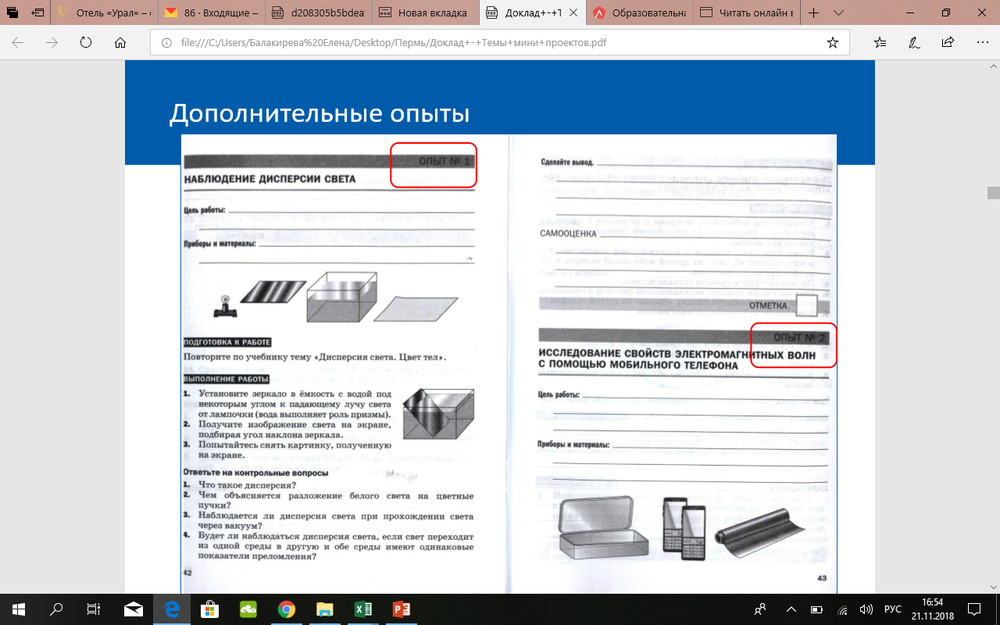 Отель «Урал» – 
86 · Входящие –
d208305b5bdea
Новая вкладка
Доклад+-+Т
Образовательна
Читать онлайн в
file:///C:/Users/Балакирева%20Елена/Desktop/Пермь/Доклад+-+Темы+мини+проектов.pdf
Дополнительные опыты
ОПЫТ № 1
НАБЛЮДЕНИЕ ДИСПЕРСИИ СВЕТА
Цель работы:
Приборы и материалы:
ПОДГОТОВКА К РАБОТЕ
Повторите по учебнику тему «Дисперсия света. Цвет тел».
ВЫПОЛНЕНИЕ РАБОТЫ
1. Установите зеркало в ёмкость с водой под
некоторым углом к падающему лучу света
от лампочки (вода выполняет роль призмы).
2. Получите изображение света на экране,
подбирая угол наклона зеркала.
3. Попытайтесь снять картинку, полученную
на экране.
Ответьте на контрольные вопросы
1. Что такое дисперсия?
2. Чем объясняется разложение белого света на цветные
пучки?
3. Наблюдается ли дисперсия света при прохождении света
через вакуум?
4. Будет ли наблюдаться дисперсия света, если свет переходит
из одной среды в другую и обе среды имеют одинаковые
показатели преломления?
42
Сделайте вывод.
САМООЦЕНКА
ОТМЕТКА
ОПЫТ № 2
ИССЛЕДОВАНИЕ СВОЙСТВ ЭЛЕКТРОМАГНИТНЫХ ВОЛН
С ПОМОЩЬЮ МОБИЛЬНОГО ТЕЛЕФОНА
Цель работы:
Приборы и материалы:
43
РУС
16:54
21.11.2018